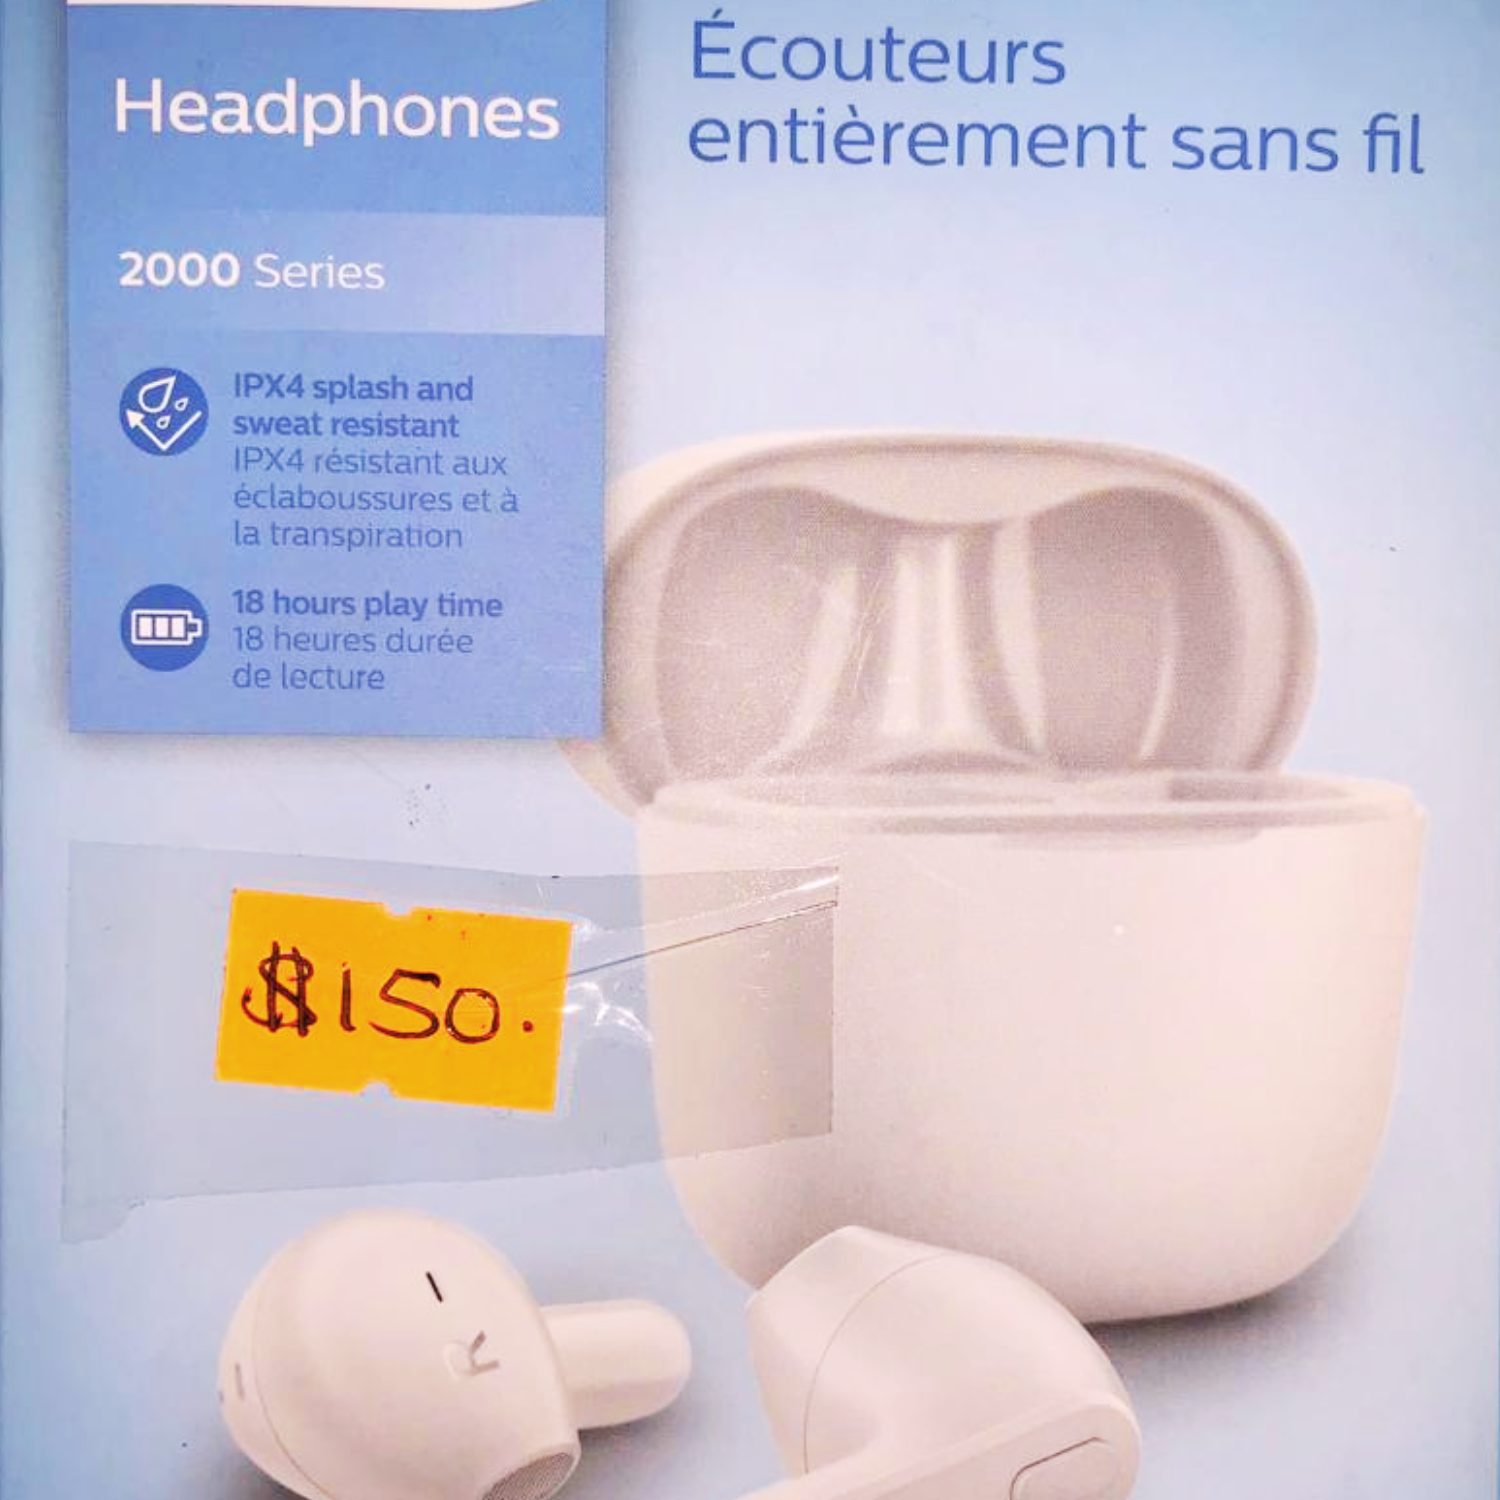 Headphones
2000 Series
IPX4 splash and
sweat resistant
IPX4 résistant aux
éclaboussures et à
la transpiration
18 hours play time
18 heures durée
de lecture
Écouteurs
entièrement sans fil
$150.
R